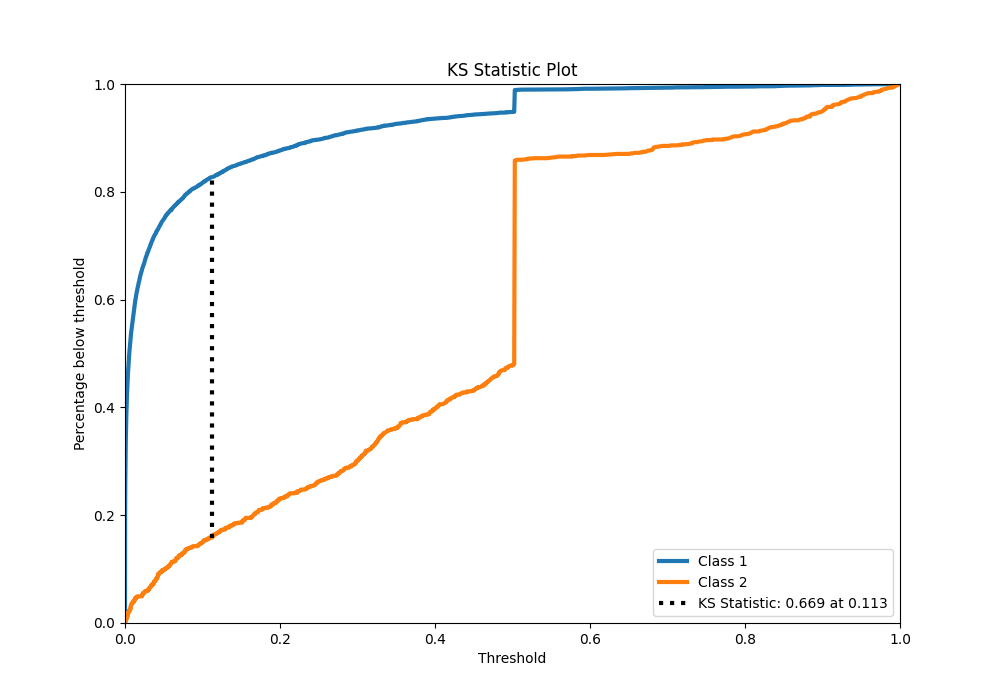 KS Statistic Plot
1.0
0.8
0.6
0.4
0.2
0.0
Percentage below threshold
0.0 0.2 0.4 0.6 0.8 1.0
Threshold
Class 1
Class 2
KS Statistic: 0.669 at 0.113